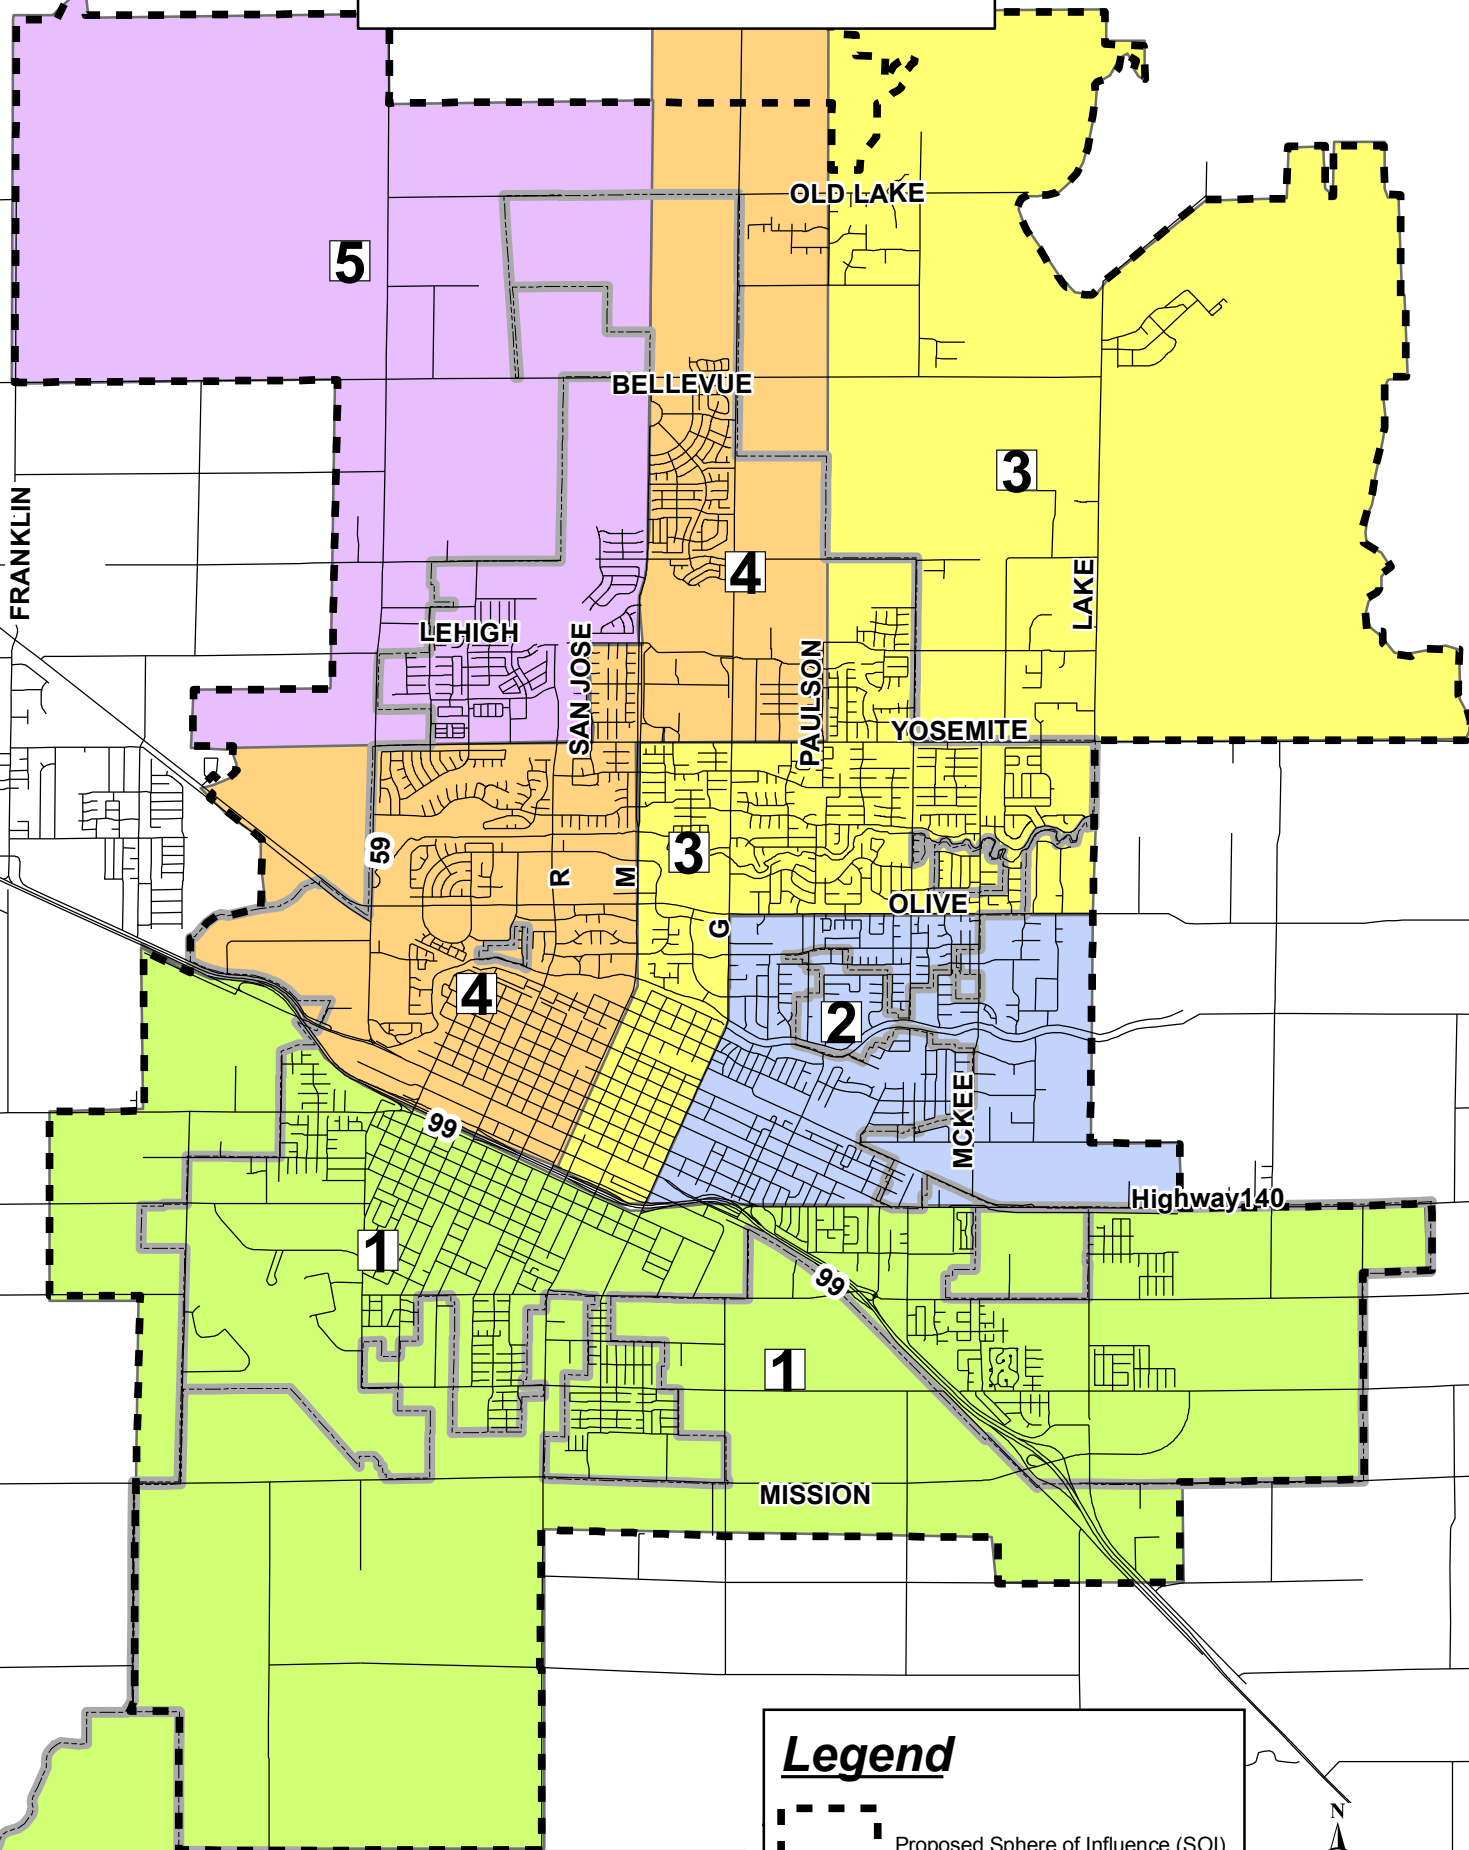 OLD LAKE
5
BELLEVUE
3
FRANKLIN
4
LAKE
LEHIGH
SAN JOSE
PAULSON
YOSEMITE
59
3
R
M
OLIVE
G
4
2
MCKEE
99
Highway140
1
99
1
MISSION
Legend
N
Proposed Sphere of Influence (SOI)